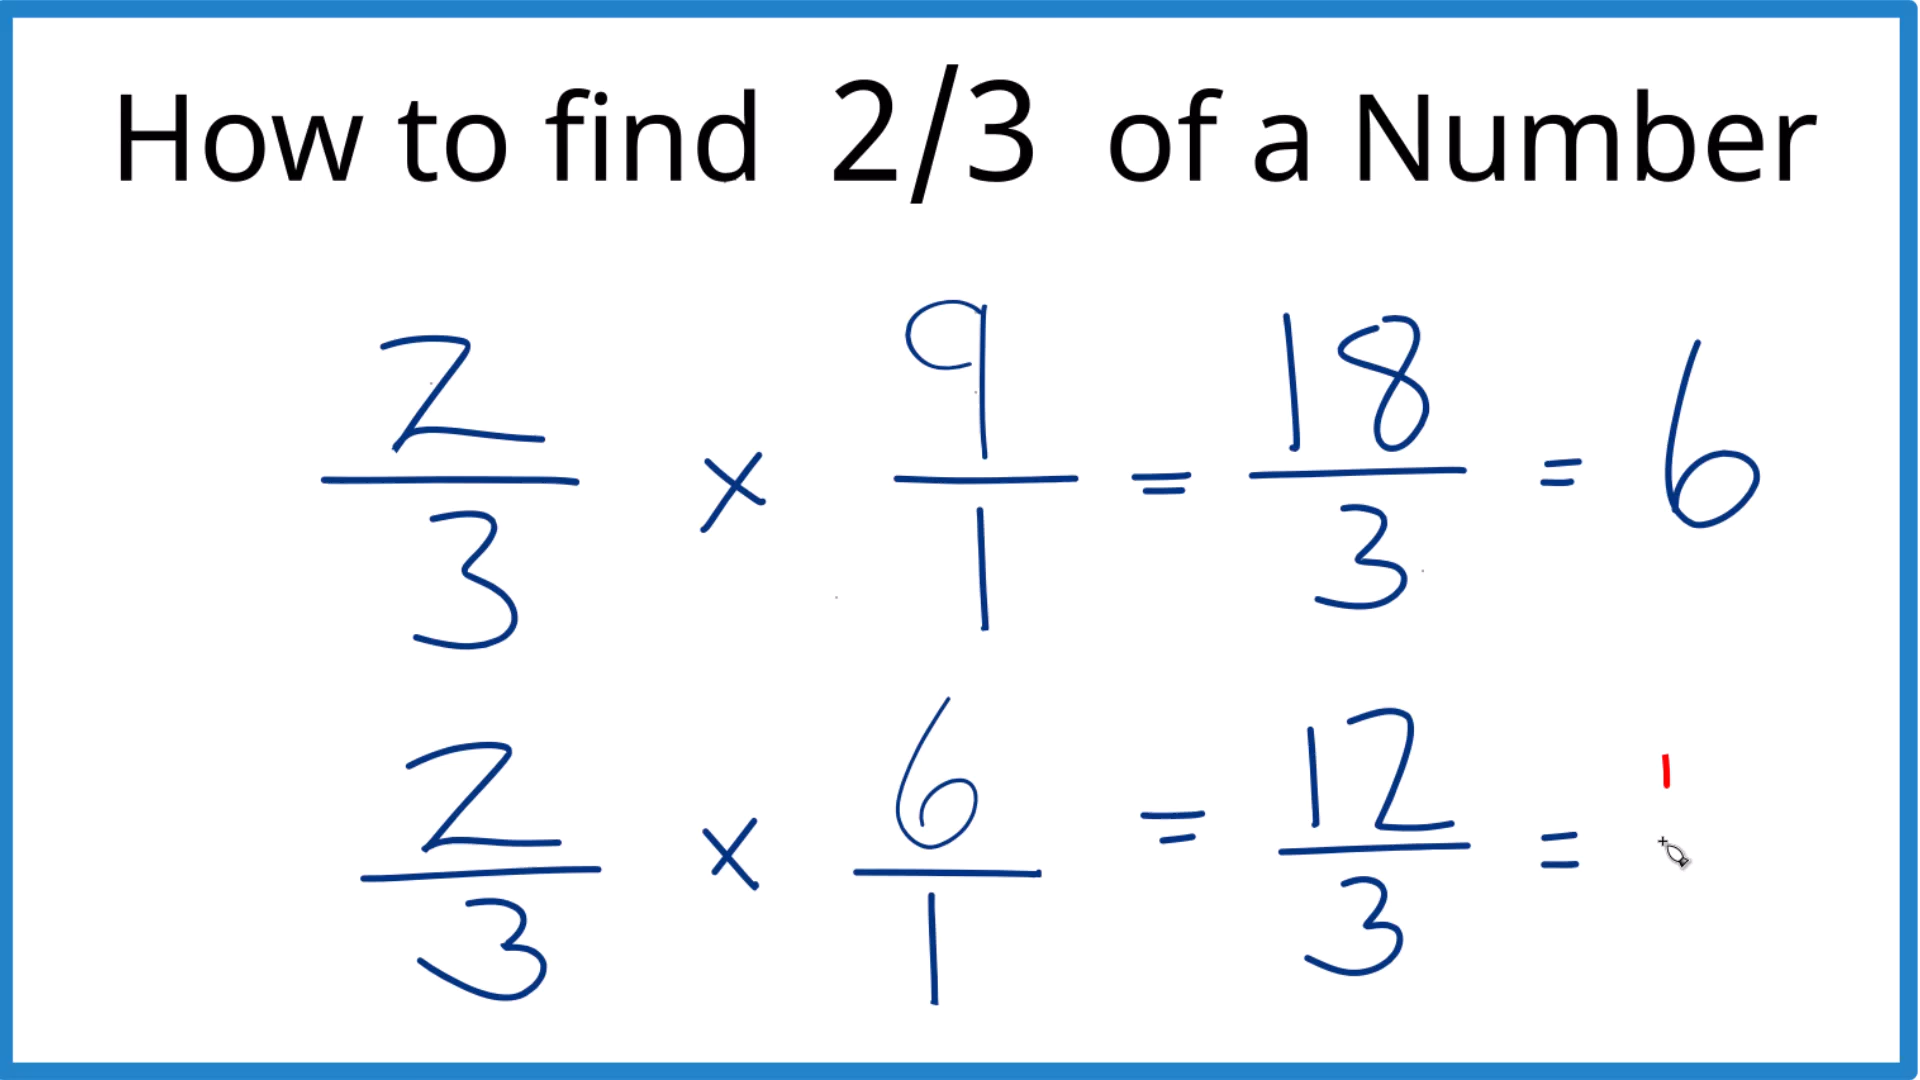 How to find 2/3 of a Number
2/3 × 9/1 = 18/3 = 6
2/3 × 6/1 = 12/3 =